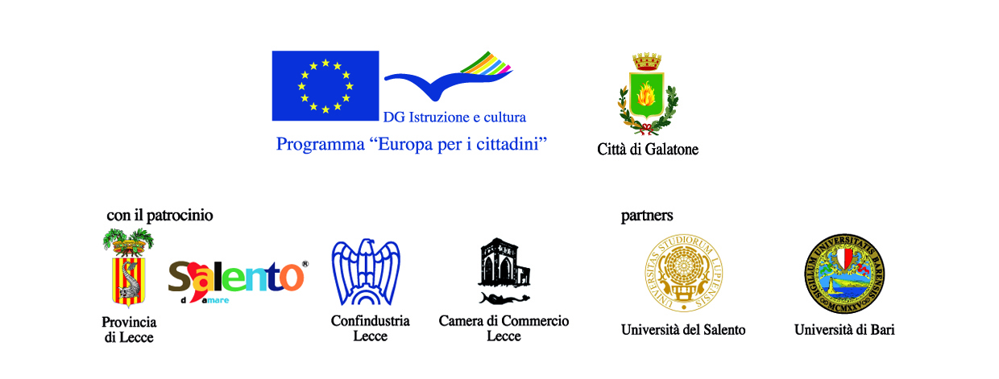 DG Istruzione e cultura
Programma “Europa per i cittadini”
Città di Galatone
con il patrocinio
Provincia
di Lecce
Salento®
d amare
Confindustria
Lecce
Camera di Commercio
Lecce
partners
UNIVERSITAS STUDIORUM LUPIENSIS
Università del Salento
SIGILLUM UNIVERSITATIS BARENSIS
MCMXXV
Università di Bari